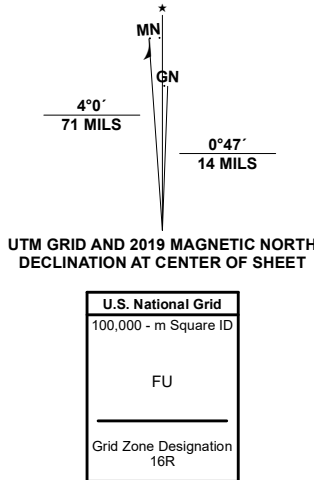 MN
GN
4°0´
71 MILS
0°47´
14 MILS
UTM GRID AND 2019 MAGNETIC NORTH
DECLINATION AT CENTER OF SHEET
U.S. National Grid
100,000 - m Square ID
FU
Grid Zone Designation
16R